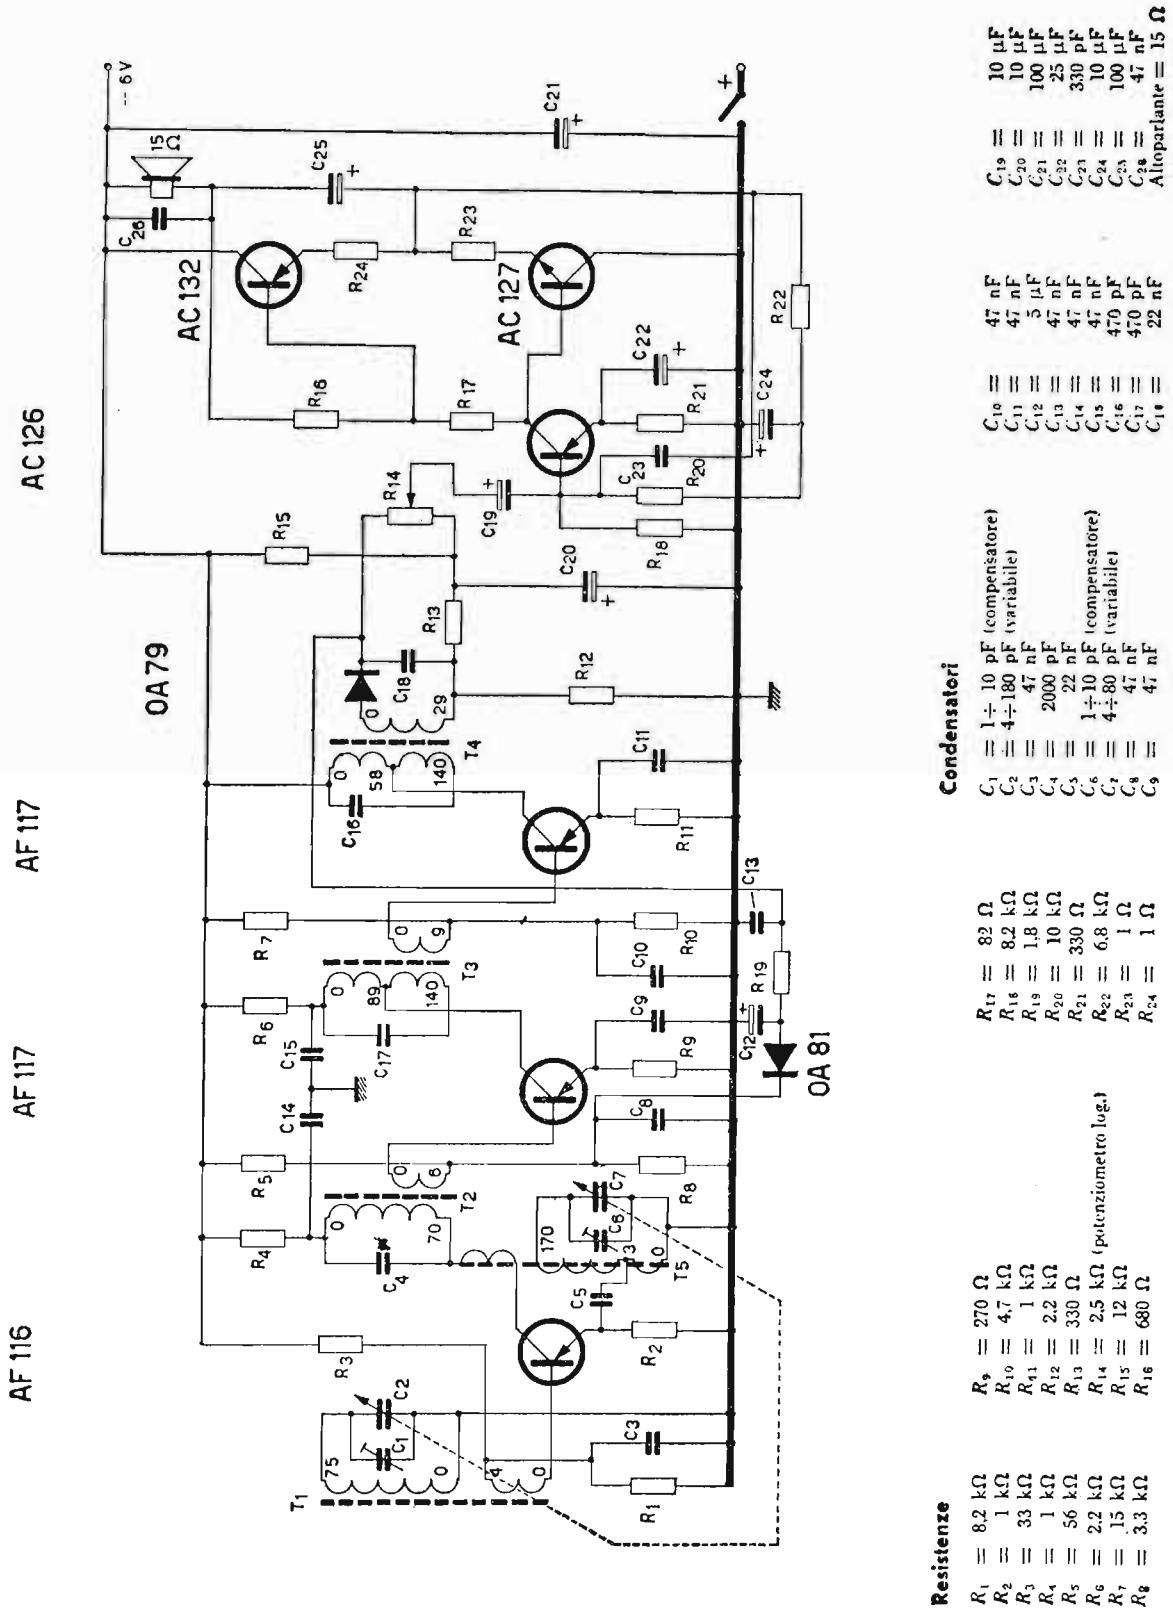 AF 116
AF 117
AF 117
OA 79
AC 126
AC 132
AC 127
OA 81
-- 6 V
+
15 Ω
T1
75
0
4
0
C1
C2
R1
C3
R3
R2
C5
R4
C4
0
70
T2
0
6
170
3
0
T5
C6
C7
R5
R8
C8
C14
C15
R6
C17
0
89
140
T3
0
9
R9
C9
C12
+
R19
C13
R7
C10
R10
R11
C11
C16
0
58
140
T4
0
29
C18
R12
R13
R14
R15
C20
+
C19
+
R18
R20
C23
R21
C22
+
C24
+
R22
R16
R17
R24
R23
C26
C25
+
C21
+
Resistenze
R1 = 8.2 kΩ
R2 = 1 kΩ
R3 = 33 kΩ
R4 = 1 kΩ
R5 = 56 kΩ
R6 = 2.2 kΩ
R7 = 15 kΩ
R8 = 3.3 kΩ
R9 = 270 Ω
R10 = 4,7 kΩ
R11 = 1 kΩ
R12 = 2.2 kΩ
R13 = 330 Ω
R14 = 2,5 kΩ (potenziometro log.)
R15 = 12 kΩ
R16 = 680 Ω
R17 = 82 Ω
R18 = 8.2 kΩ
R19 = 1.8 kΩ
R20 = 10 kΩ
R21 = 330 Ω
R22 = 6,8 kΩ
R23 = 1 Ω
R24 = 1 Ω
Condensatori
C1 = 1÷10 pF (compensatore)
C2 = 4÷180 pF (variabile)
C3 = 47 nF
C4 = 2000 pF
C5 = 22 nF
C6 = 1÷10 pF (compensatore)
C7 = 4÷80 pF (variabile)
C8 = 47 nF
C9 = 47 nF
C10 = 47 nF
C11 = 47 nF
C12 = 5 µF
C13 = 47 nF
C14 = 47 nF
C15 = 47 nF
C16 = 470 pF
C17 = 470 pF
C18 = 22 nF
C19 = 10 µF
C20 = 10 µF
C21 = 100 µF
C22 = 25 µF
C23 = 330 pF
C24 = 10 µF
C25 = 100 µF
C26 = 47 nF
Altoparlante = 15 Ω